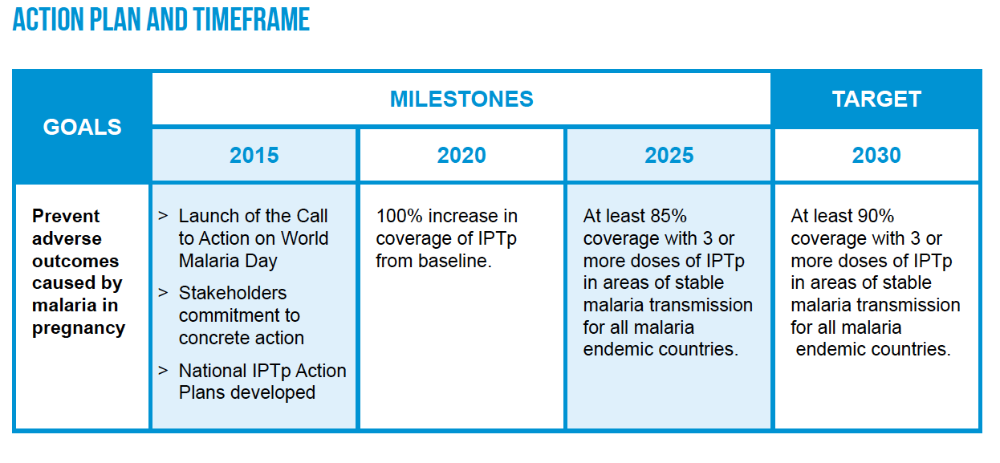 ACTION PLAN AND TIMEFRAME
GOALS
MILESTONES
TARGET
2015
2020
2025
2030
Prevent
adverse
outcomes
caused by
malaria in
pregnancy
> Launch of the Call
to Action on World
Malaria Day
> Stakeholders
commitment to
concrete action
> National IPTp Action
Plans developed
100% increase in
coverage of IPTp
from baseline.
At least 85%
coverage with 3 or
more doses of IPTp
in areas of stable
malaria transmission
for all malaria
endemic countries.
At least 90%
coverage with 3 or
more doses of IPTp
in areas of stable
malaria transmission
for all malaria
endemic countries.